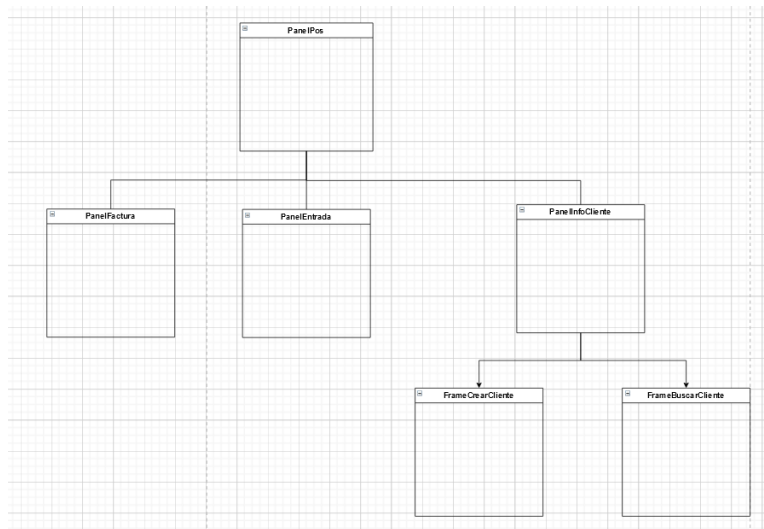 PanelPos
PanelFactura
PanelEntrada
PanelInfoCliente
FrameCrearCliente
FrameBuscarCliente